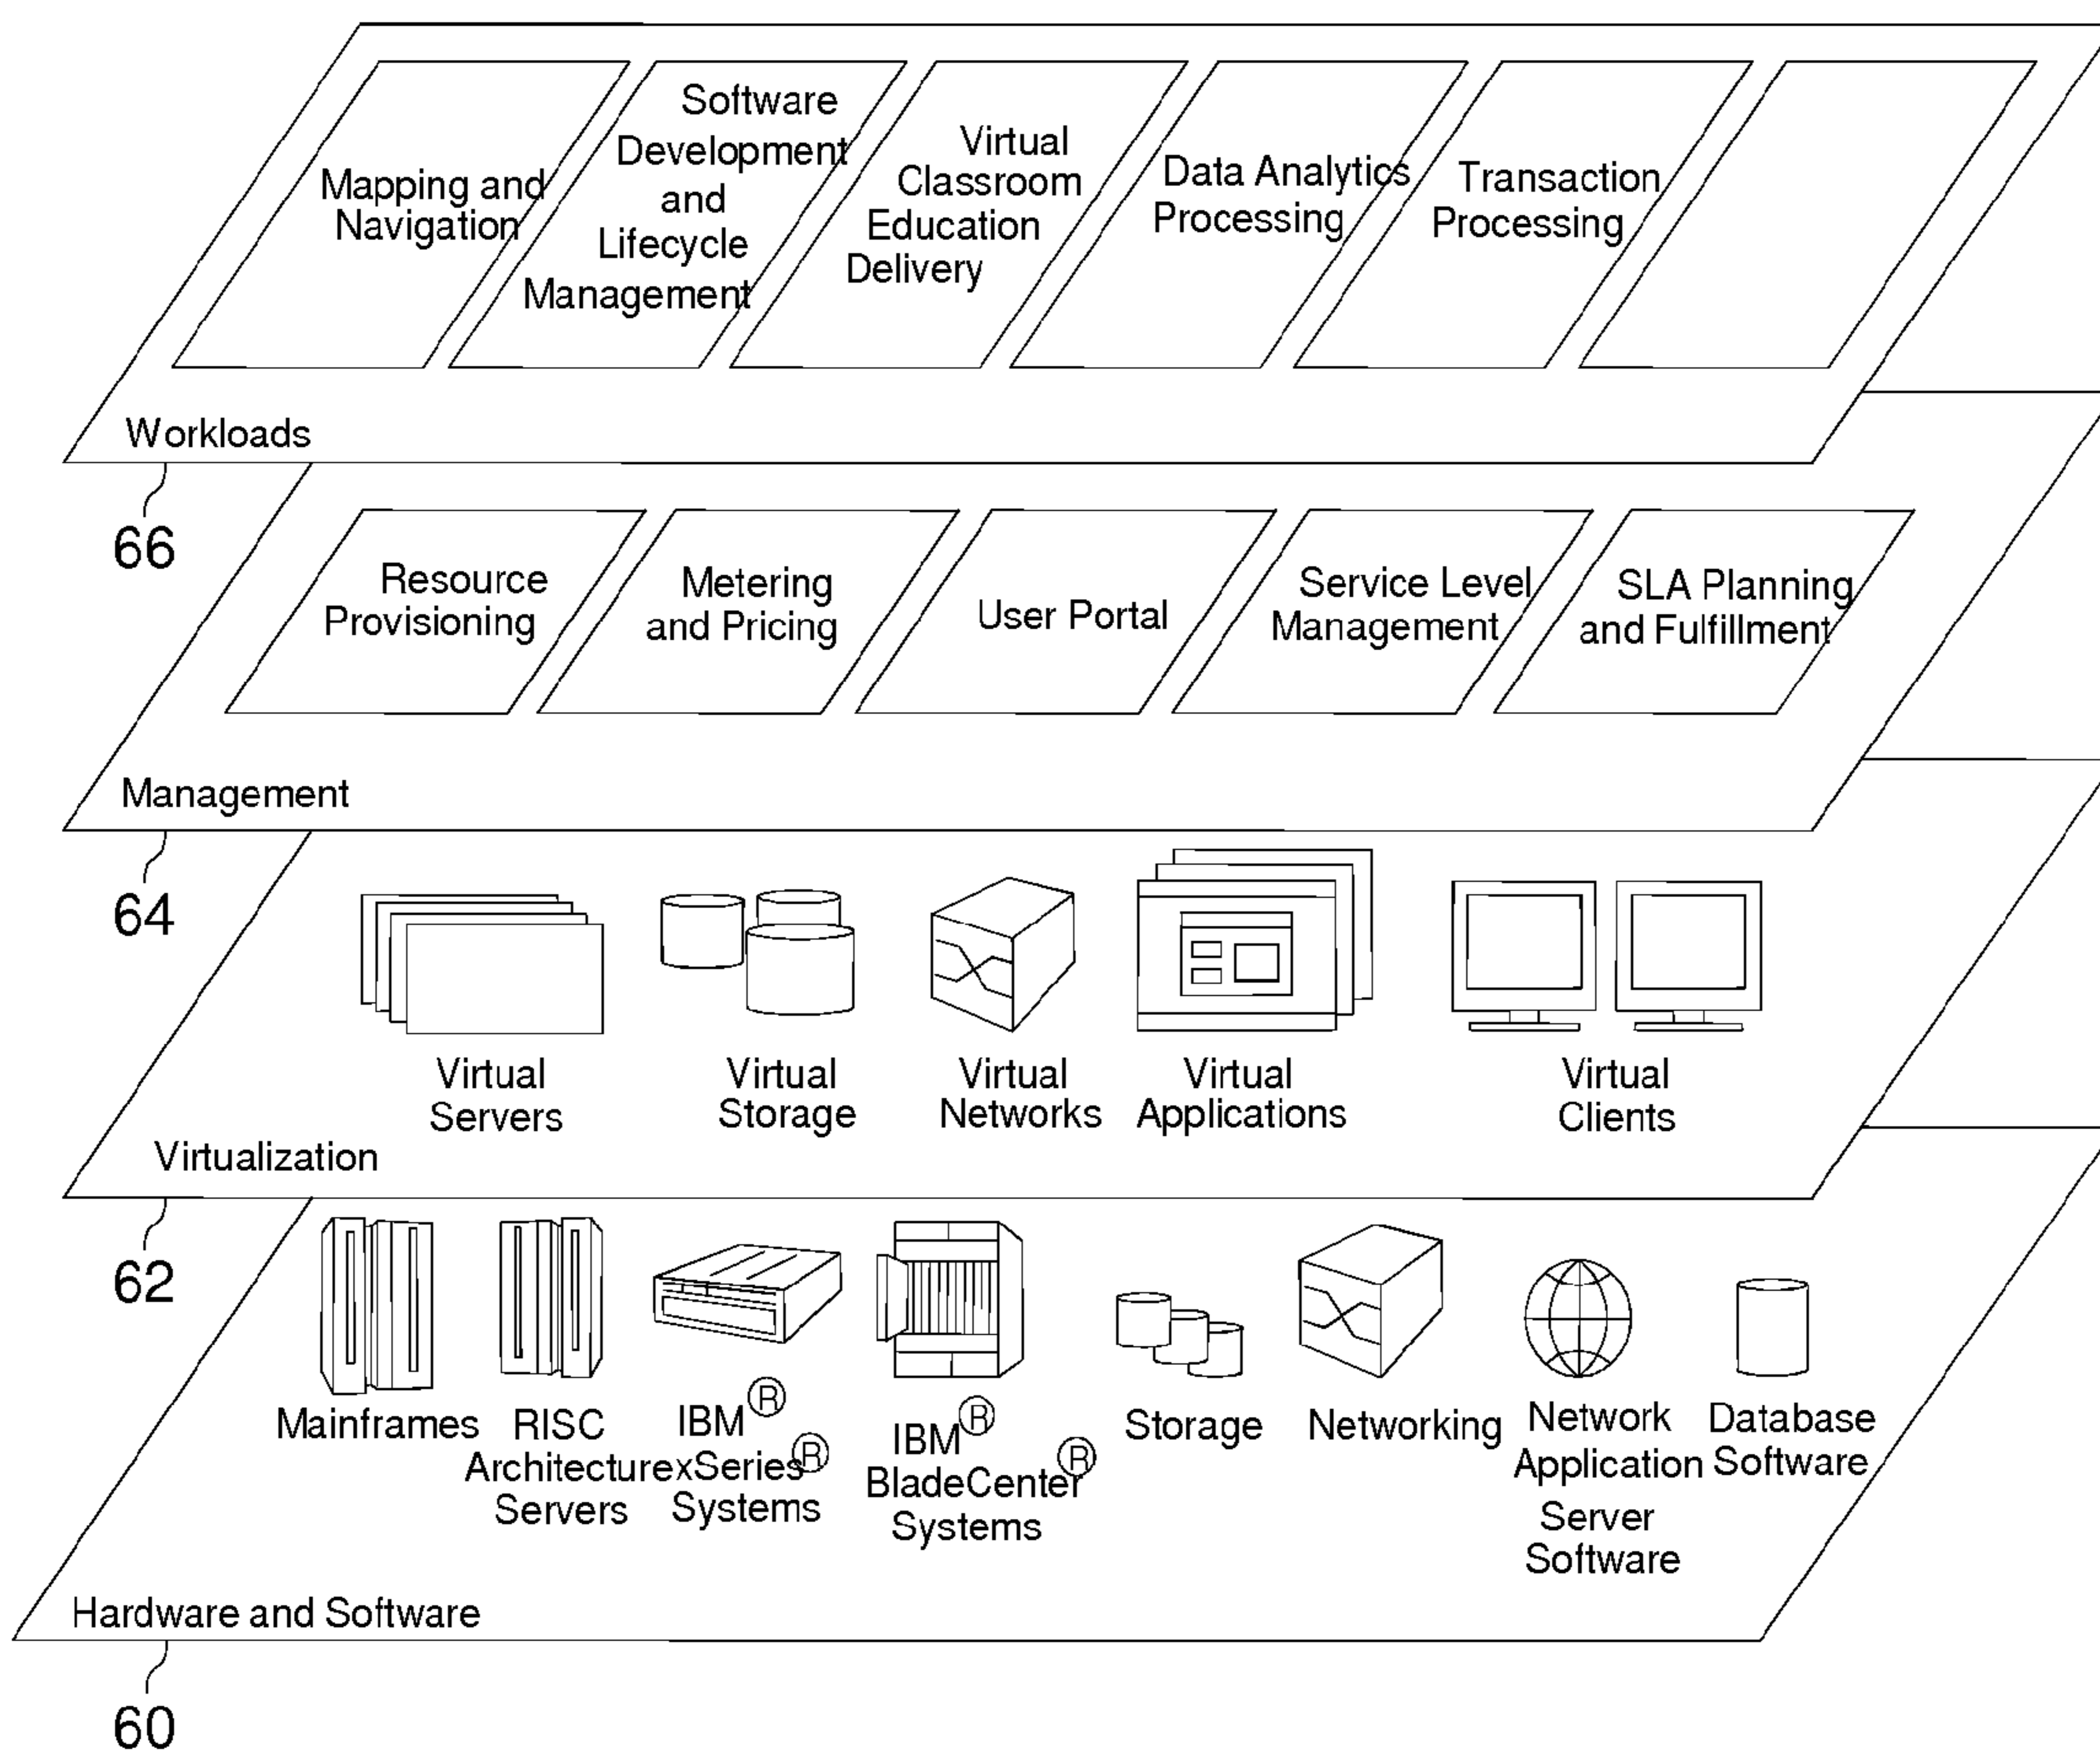 Mapping and
Navigation
Software
Development
and
Lifecycle
Management
Virtual
Classroom
Education
Delivery
Data Analytics
Processing
Transaction
Processing
Workloads
66
Resource
Provisioning
Metering
and Pricing
User Portal
Service Level
Management
SLA Planning
and Fulfillment
Management
64
Virtual
Servers
Virtual
Storage
Virtual
Networks
Virtual
Applications
Virtual
Clients
Virtualization
62
Mainframes
RISC
Architecture
Servers
IBM®
xSeries®
Systems
IBM®
BladeCenter®
Systems
Storage
Networking
Network
Application
Server
Software
Database
Software
Hardware and Software
60